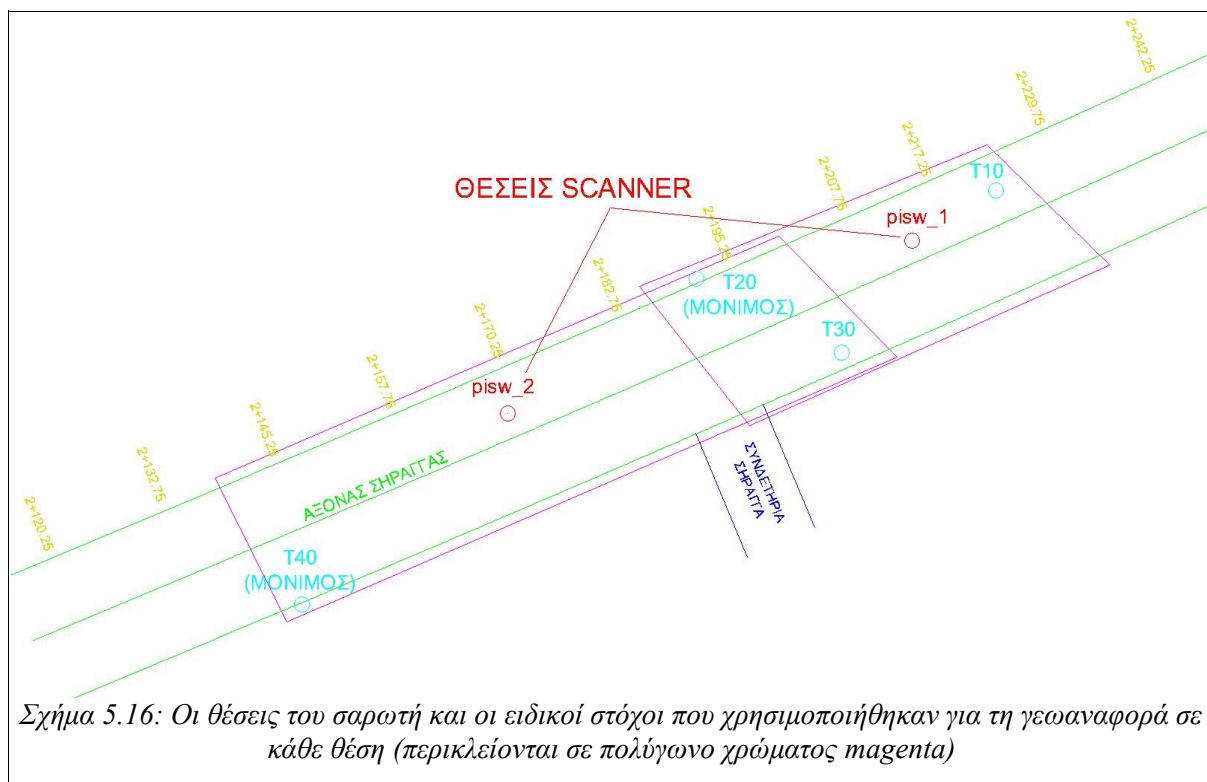 2+242.25
2+229.75
2+217.25
2+207.75
2+195.25
2+182.75
2+170.25
2+157.75
2+145.25
2+132.75
2+120.25
ΘΕΣΕΙΣ SCANNER
T10
pisw_1
T20
(ΜΟΝΙΜΟΣ)
T30
pisw_2
ΑΞΟΝΑΣ ΣΗΡΑΓΓΑΣ
ΣΥΝΔΕΤΗΡΙΑ
ΣΗΡΑΓΓΑ
T40
(ΜΟΝΙΜΟΣ)
Σχήμα 5.16: Οι θέσεις του σαρωτή και οι ειδικοί στόχοι που χρησιμοποιήθηκαν για τη γεωαναφορά σε
κάθε θέση (περικλείονται σε πολύγωνο χρώματος magenta)